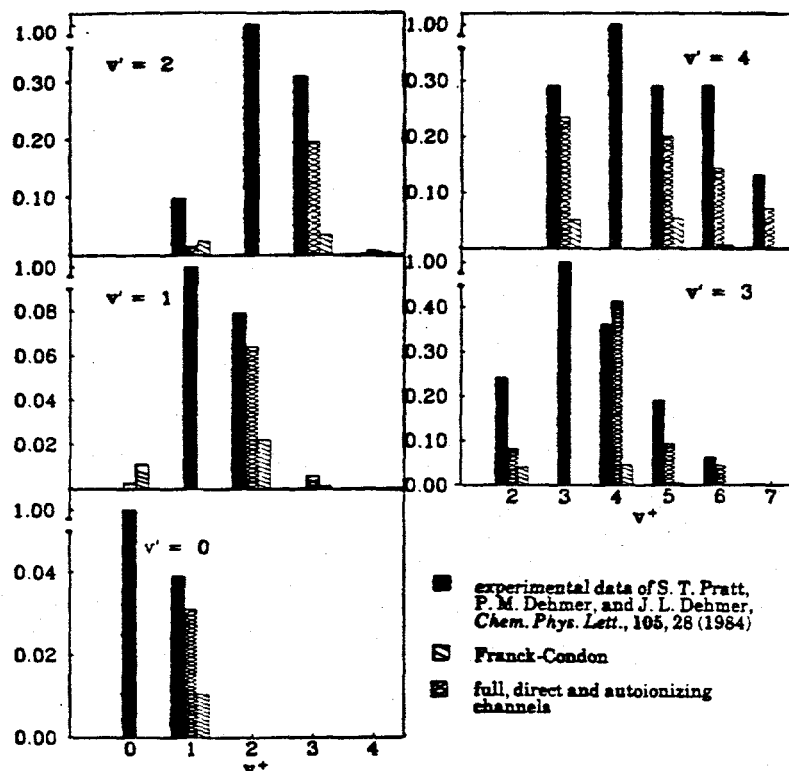 1.00
v' = 2
0.30
0.20
0.10
1.00
v' = 4
0.30
0.20
0.10
1.00
v' = 1
0.08
0.06
0.04
0.02
1.00
v' = 3
0.40
0.30
0.20
0.10
0.00
2 3 4 5 6 7
v+
1.00
v' = 0
0.04
0.02
0.00
0 1 2 3 4
v+
experimental data of S. T. Pratt,
P. M. Dehmer, and J. L. Dehmer,
Chem. Phys. Lett., 105, 28 (1984)
Franck-Condon
full, direct and autoionizing
channels